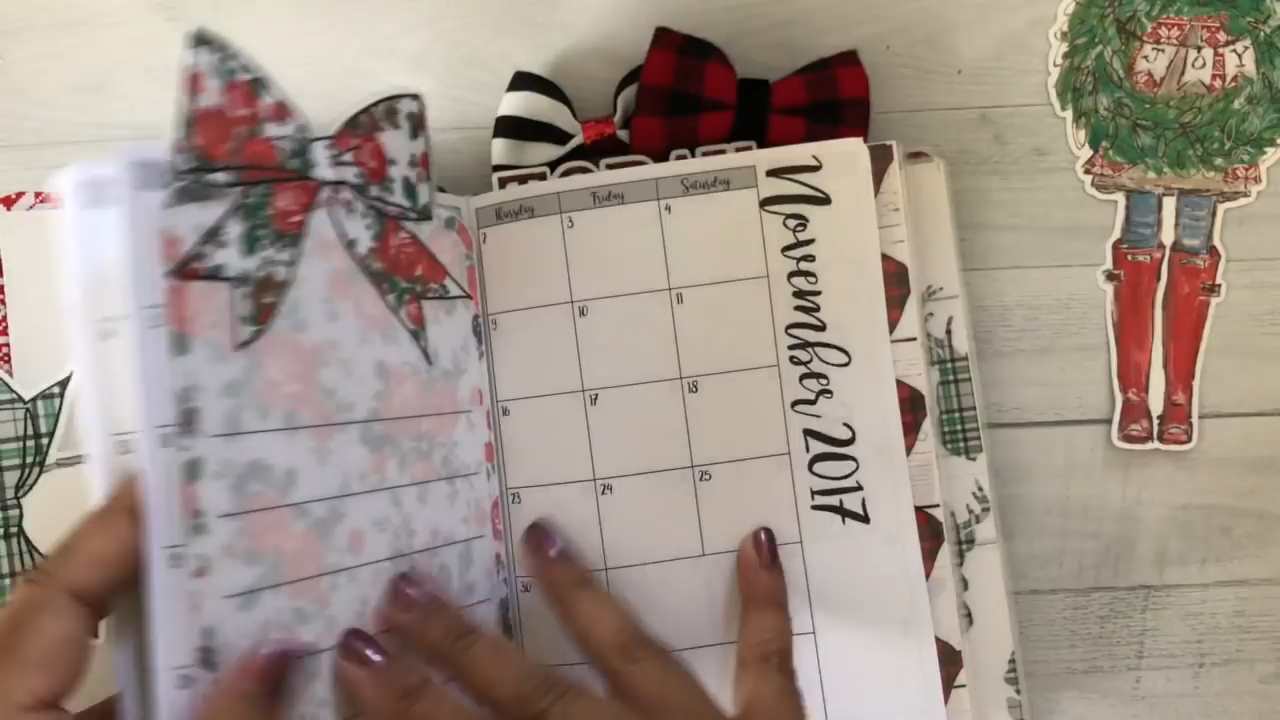 JOY
TODAY
Thursday Friday Saturday
2 3 4
9 10 11
16 17 18
23 24 25
30
November 2017